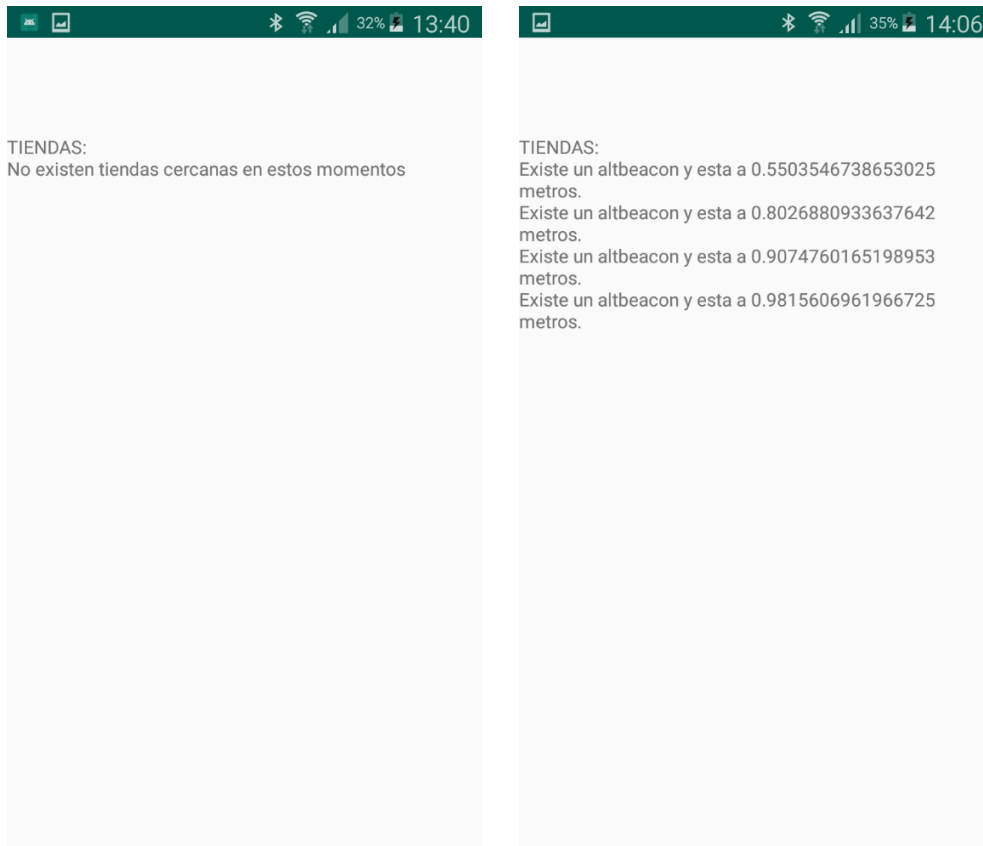 32% 13:40
TIENDAS:
No existen tiendas cercanas en estos momentos
35% 14:06
TIENDAS:
Existe un altbeacon y esta a 0.5503546738653025
metros.
Existe un altbeacon y esta a 0.8026880933637642
metros.
Existe un altbeacon y esta a 0.9074760165198953
metros.
Existe un altbeacon y esta a 0.9815606961966725
metros.